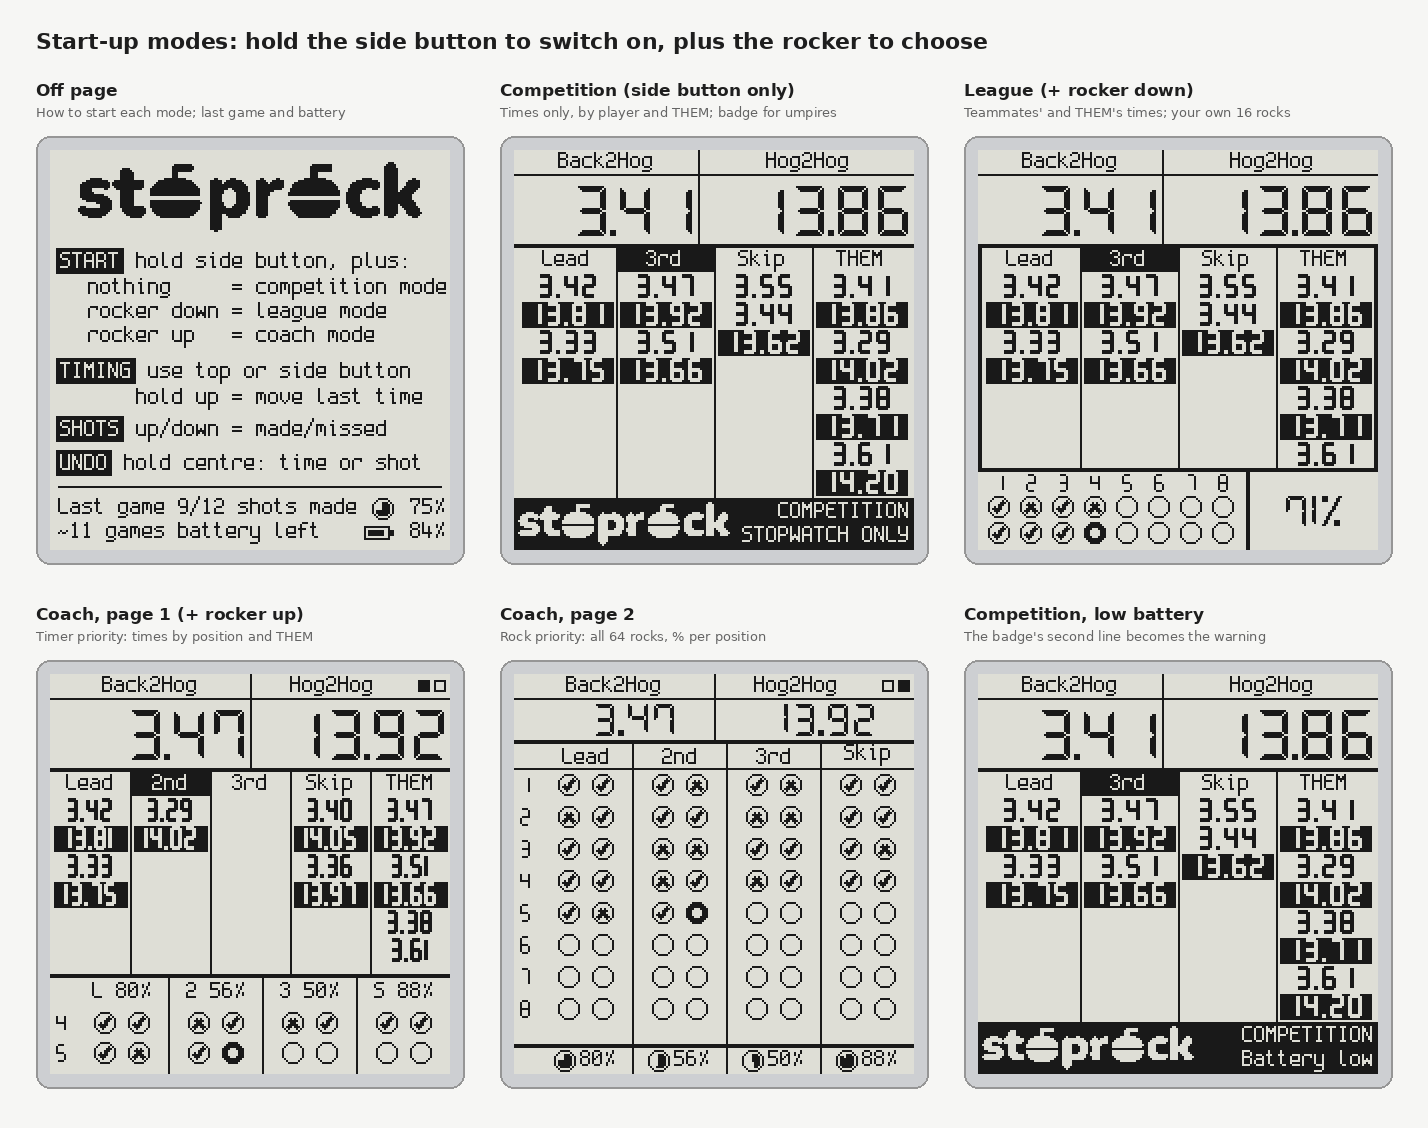 Start-up modes: hold the side button to switch on, plus the rocker to choose
Off page
How to start each mode; last game and battery
stoprock
START hold side button, plus:
nothing = competition mode
rocker down = league mode
rocker up = coach mode
TIMING use top or side button
hold up = move last time
SHOTS up/down = made/missed
UNDO hold centre: time or shot
Last game 9/12 shots made 75%
~11 games battery left 84%
Competition (side button only)
Times only, by player and THEM; badge for umpires
Back2Hog Hog2Hog
3.41 13.86
Lead 3rd Skip THEM
3.42 3.47 3.55 3.41
13.81 13.92 3.44 13.86
3.33 3.51 13.62 3.29
13.75 13.66 14.02
3.38
13.71
3.61
14.20
stoprock COMPETITION
STOPWATCH ONLY
League (+ rocker down)
Teammates' and THEM's times; your own 16 rocks
Back2Hog Hog2Hog
3.41 13.86
Lead 3rd Skip THEM
3.42 3.47 3.55 3.41
13.81 13.92 3.44 13.86
3.33 3.51 13.62 3.29
13.75 13.66 14.02
3.38
13.71
3.61
1 2 3 4 5 6 7 8
71%
Coach, page 1 (+ rocker up)
Timer priority: times by position and THEM
Back2Hog Hog2Hog
3.47 13.92
Lead 2nd 3rd Skip THEM
3.42 3.29 3.40 3.47
13.81 14.02 14.05 13.92
3.33 3.36 3.51
13.75 13.97 13.66
3.38
3.61
L 80% 2 56% 3 50% S 88%
4
5
Coach, page 2
Rock priority: all 64 rocks, % per position
Back2Hog Hog2Hog
3.47 13.92
Lead 2nd 3rd Skip
1
2
3
4
5
6
7
8
80% 56% 50% 88%
Competition, low battery
The badge's second line becomes the warning
Back2Hog Hog2Hog
3.41 13.86
Lead 3rd Skip THEM
3.42 3.47 3.55 3.41
13.81 13.92 3.44 13.86
3.33 3.51 13.62 3.29
13.75 13.66 14.02
3.38
13.71
3.61
14.20
stoprock COMPETITION
Battery low